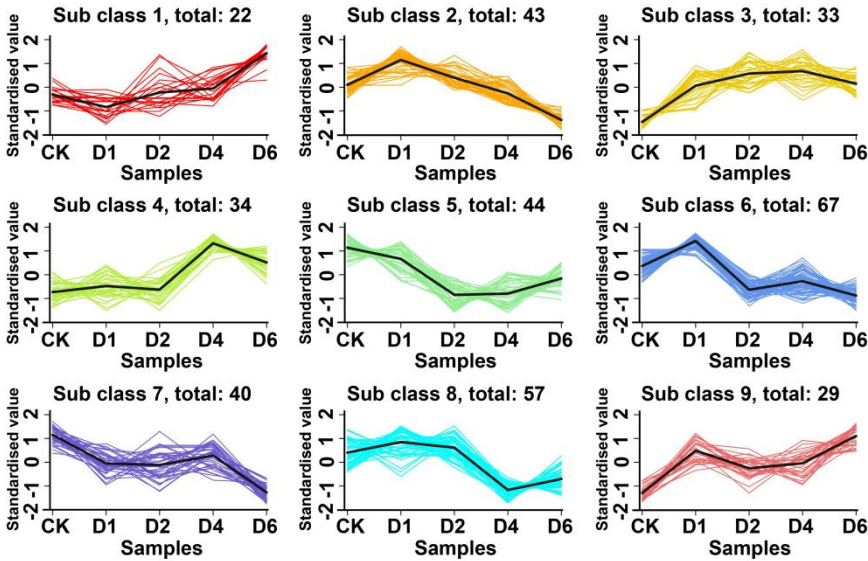 Sub class 1, total: 22
Standardised value
2
1
0
-1
-2
CK D1 D2 D4 D6
Samples
Sub class 2, total: 43
Standardised value
2
1
0
-1
-2
CK D1 D2 D4 D6
Samples
Sub class 3, total: 33
Standardised value
2
1
0
-1
-2
CK D1 D2 D4 D6
Samples
Sub class 4, total: 34
Standardised value
2
1
0
-1
-2
CK D1 D2 D4 D6
Samples
Sub class 5, total: 44
Standardised value
2
1
0
-1
-2
CK D1 D2 D4 D6
Samples
Sub class 6, total: 67
Standardised value
2
1
0
-1
-2
CK D1 D2 D4 D6
Samples
Sub class 7, total: 40
Standardised value
2
1
0
-1
-2
CK D1 D2 D4 D6
Samples
Sub class 8, total: 57
Standardised value
2
1
0
-1
-2
CK D1 D2 D4 D6
Samples
Sub class 9, total: 29
Standardised value
2
1
0
-1
-2
CK D1 D2 D4 D6
Samples